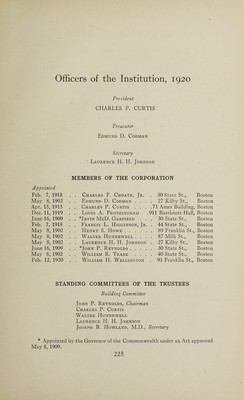 Officers of the Institution, 1920
President
CHARLES P. CURTIS
Treasurer
EDMUND D. CODMAN
Secretary
LAURENCE H. H. JOHNSON
MEMBERS OF THE CORPORATION
Appointed
Feb. 7, 1918 . . CHARLES F. CHOATE, JR. . 30 State St., Boston
May 8, 1902 . . EDMUND D. CODMAN . . . 27 Kilby St., Boston
Apr. 15, 1915 . . CHARLES P. CURTIS . . . . 71 Ames Building, Boston
Dec. 11, 1919 . . LOUIS A. FROTHINGHAM . 911 Barristers Hall, Boston
June 16, 1909 . . *IRVIN McD. GARFIELD . . 30 State St., Boston
Feb. 7, 1918 . . FRANCIS L. HIGGINSON, JR. . 44 State St., Boston
May 8, 1902 . . HENRY S. HOWE . . . . 89 Franklin St., Boston
May 8, 1902 . . WALTER HUNNEWELL . . . 87 Milk St., Boston
May 8, 1902 . . LAURENCE H. H. JOHNSON . 27 Kilby St., Boston
June 16, 1909 . . *JOHN P. REYNOLDS . . . 30 State St., Boston
May 8, 1902 . . WILLIAM R. TRASK . . . 40 State St., Boston
Feb. 12, 1920 . . WILLIAM H. WELLINGTON . . 93 Franklin St., Boston
STANDING COMMITTEES OF THE TRUSTEES
Building Committee
JOHN P. REYNOLDS, Chairman
CHARLES P. CURTIS
WALTER HUNNEWELL
LAURENCE H. H. JOHNSON
JOSEPH B. HOWLAND, M.D., Secretary
* Appointed by the Governor of the Commonwealth under an Act approved
May 8, 1909.
225